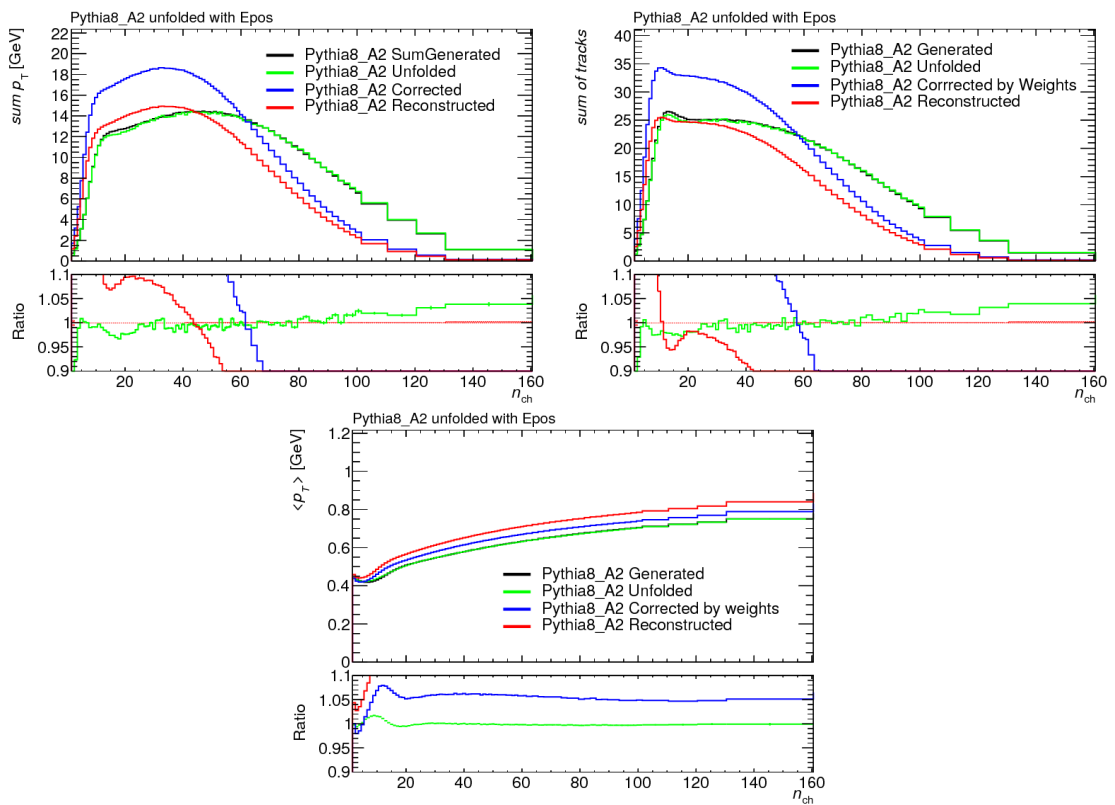 Pythia8_A2 unfolded with Epos
sum p_T [GeV]
22
20
18
16
14
12
10
8
6
4
2
0
Pythia8_A2 SumGenerated
Pythia8_A2 Unfolded
Pythia8_A2 Corrected
Pythia8_A2 Reconstructed
Ratio
1.1
1.05
1
0.95
0.9
20 40 60 80 100 120 140 160
n_ch
Pythia8_A2 unfolded with Epos
sum of tracks
40
35
30
25
20
15
10
5
0
Pythia8_A2 Generated
Pythia8_A2 Unfolded
Pythia8_A2 Corrrected by Weights
Pythia8_A2 Reconstructed
Ratio
1.1
1.05
1
0.95
0.9
20 40 60 80 100 120 140 160
n_ch
Pythia8_A2 unfolded with Epos
<p_T> [GeV]
1.2
1
0.8
0.6
0.4
0.2
0
Pythia8_A2 Generated
Pythia8_A2 Unfolded
Pythia8_A2 Corrected by weights
Pythia8_A2 Reconstructed
Ratio
1.1
1.05
1
0.95
0.9
20 40 60 80 100 120 140 160
n_ch